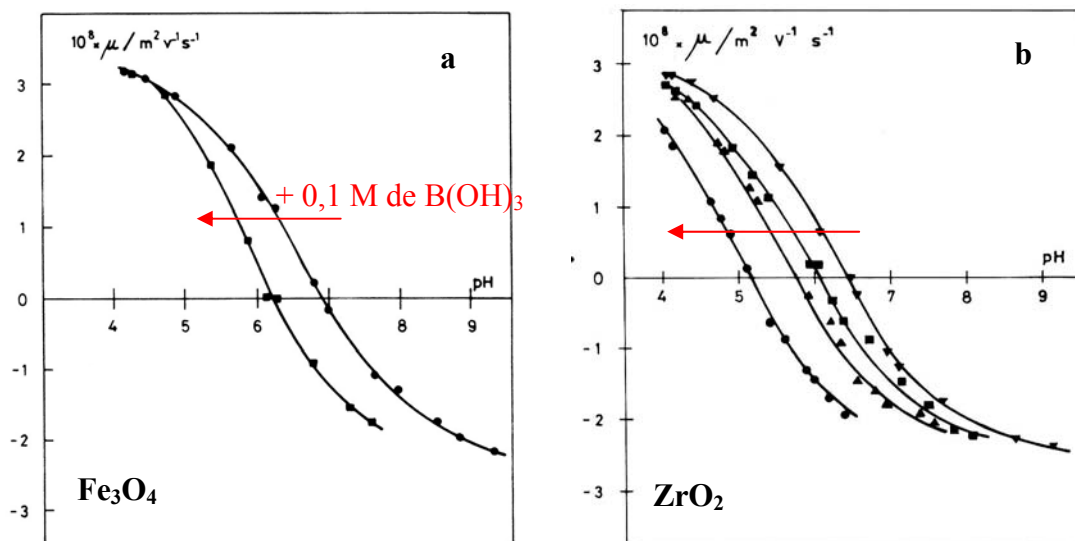 10⁸ × μ / m² v⁻¹ s⁻¹
a
3
2
1
0
-1
-2
-3
+ 0,1 M de B(OH)₃
pH
4 5 6 7 8 9
Fe₃O₄
10⁸ × μ / m² V⁻¹ s⁻¹
b
3
2
1
0
-1
-2
-3
pH
4 5 6 7 8 9
ZrO₂